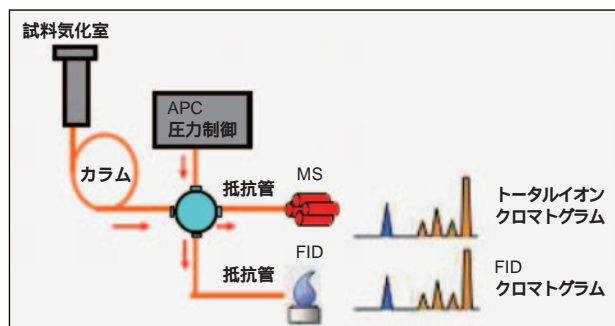 試料気化室
APC
圧力制御
カラム
抵抗管
MS
トータルイオン
クロマトグラム
抵抗管
FID
FID
クロマトグラム